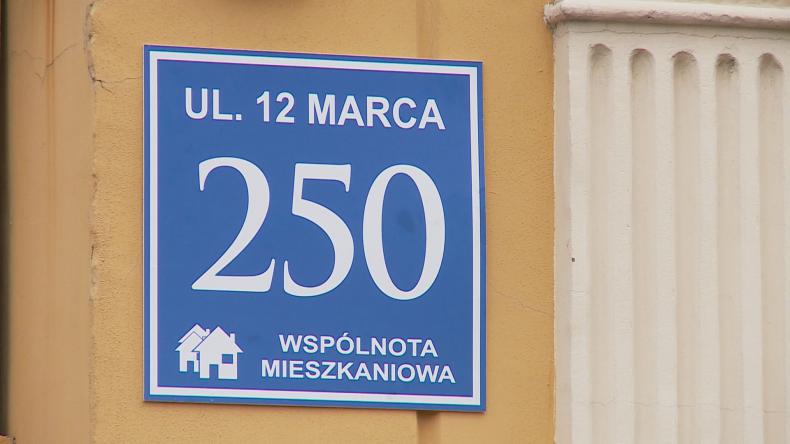 UL. 12 MARCA
250
WSPÓLNOTA
MIESZKANIOWA